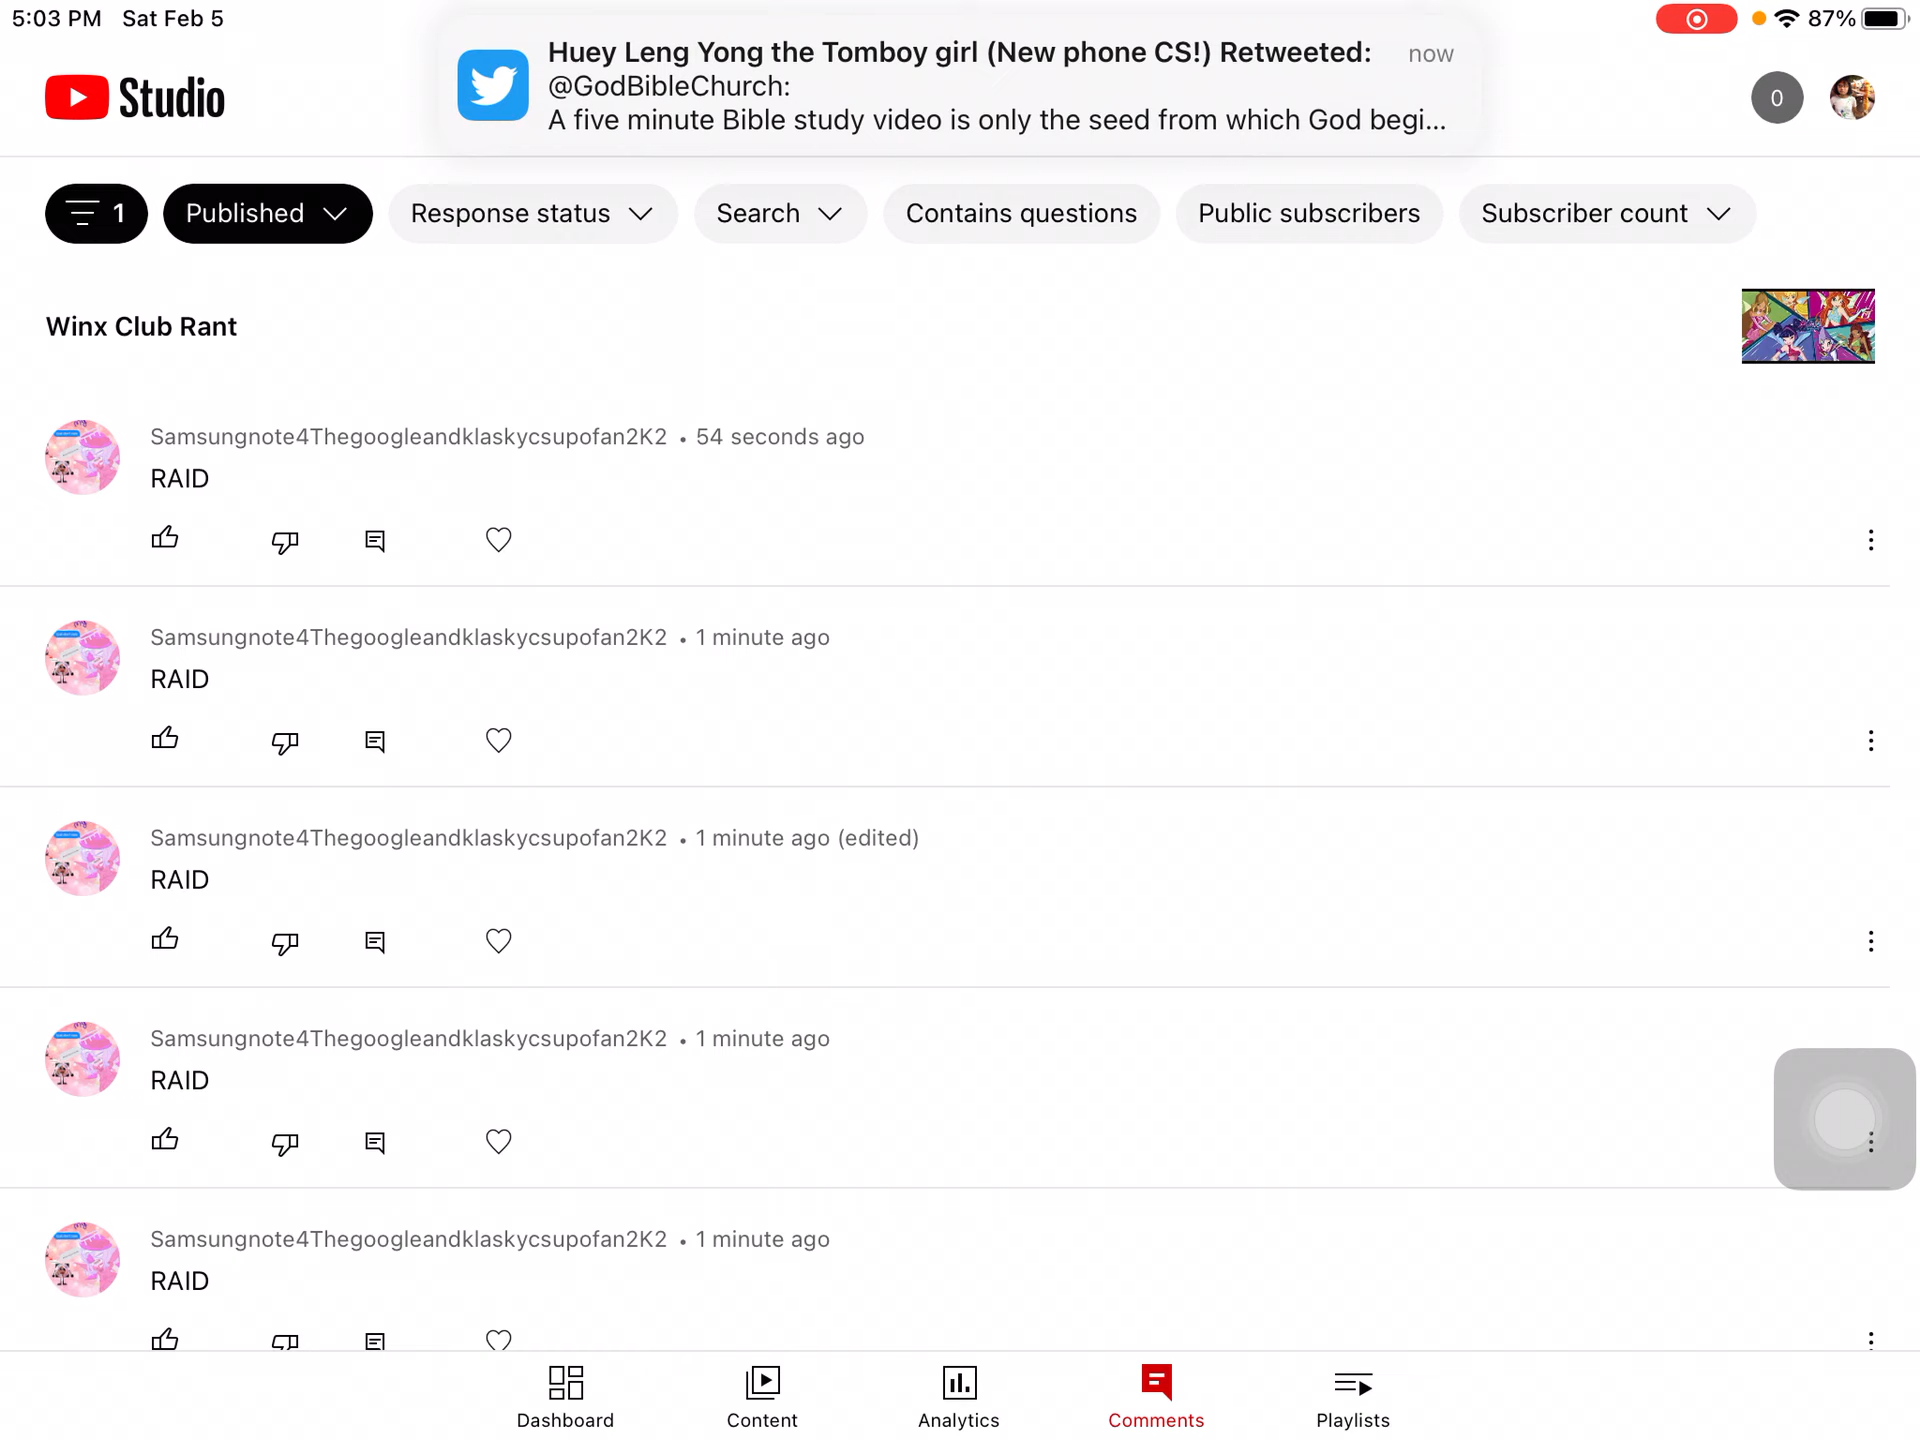 5:03 PM Sat Feb 5
87%
Huey Leng Yong the Tomboy girl (New phone CS!) Retweeted: now
@GodBibleChurch:
A five minute Bible study video is only the seed from which God begi...
Studio
0
1 Published Response status Search Contains questions Public subscribers Subscriber count
Winx Club Rant
Samsungnote4Thegoogleandklaskycsupofan2K2 • 54 seconds ago
RAID
Samsungnote4Thegoogleandklaskycsupofan2K2 • 1 minute ago
RAID
Samsungnote4Thegoogleandklaskycsupofan2K2 • 1 minute ago (edited)
RAID
Samsungnote4Thegoogleandklaskycsupofan2K2 • 1 minute ago
RAID
Samsungnote4Thegoogleandklaskycsupofan2K2 • 1 minute ago
RAID
Dashboard Content Analytics Comments Playlists